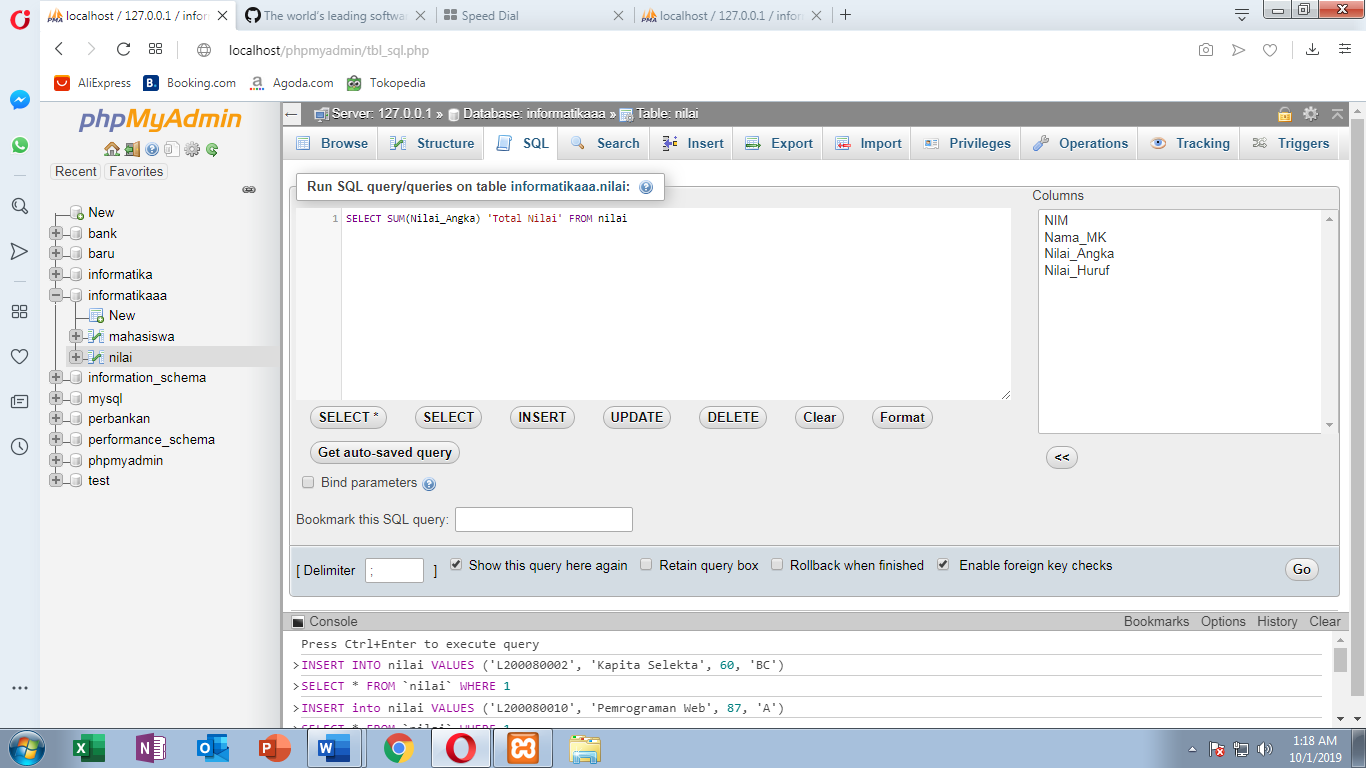 localhost / 127.0.0.1 / infor
The world's leading softwa
Speed Dial
localhost / 127.0.0.1 / infor
localhost/phpmyadmin/tbl_sql.php
AliExpress
B.
Booking.com
a
Agoda.com
Tokopedia
phpMyAdmin
Recent
Favorites
New
bank
baru
informatika
informatikaaa
New
mahasiswa
nilai
information_schema
mysql
perbankan
performance_schema
phpmyadmin
test
Server: 127.0.0.1 » Database: informatikaaa » Table: nilai
Browse
Structure
SQL
Search
Insert
Export
Import
Privileges
Operations
Tracking
Triggers
Run SQL query/queries on table informatikaaa.nilai:
1 SELECT SUM(Nilai_Angka) 'Total Nilai' FROM nilai
Columns
NIM
Nama_MK
Nilai_Angka
Nilai_Huruf
SELECT *
SELECT
INSERT
UPDATE
DELETE
Clear
Format
Get auto-saved query
<<
Bind parameters
Bookmark this SQL query:
[ Delimiter ; ]
Show this query here again
Retain query box
Rollback when finished
Enable foreign key checks
Go
Console
Bookmarks
Options
History
Clear
Press Ctrl+Enter to execute query
>INSERT INTO nilai VALUES ('L200080002', 'Kapita Selekta', 60, 'BC')
>SELECT * FROM `nilai` WHERE 1
>INSERT into nilai VALUES ('L200080010', 'Pemrograman Web', 87, 'A')
>SELECT * FROM `nilai` WHERE 1
1:18 AM
10/1/2019